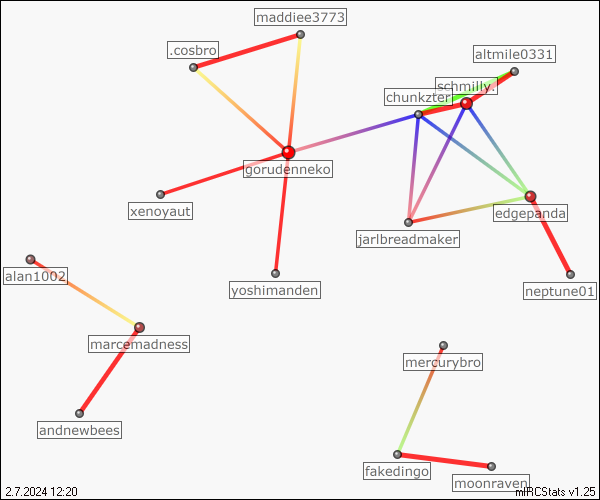 maddiee3773
.cosbro
altmile0331
schmilly.
chunkzter
gorudenneko
xenoyaut
edgepanda
jarlbreadmaker
alan1002
yoshimanden
neptune01
marcemadness
mercurybro
andnewbees
fakedingo
moonraven
2.7.2024 12:20
mIRCStats v1.25